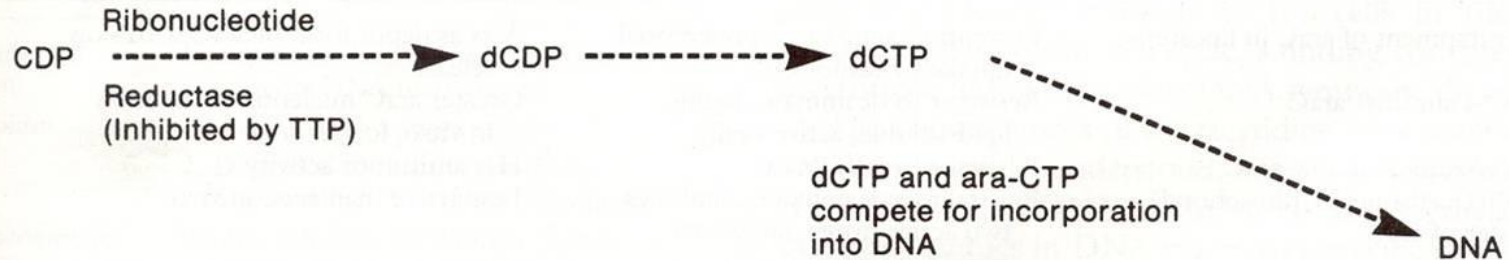 Ribonucleotide
CDP dCDP dCTP
Reductase
(Inhibited by TTP)
dCTP and ara-CTP
compete for incorporation
into DNA
DNA